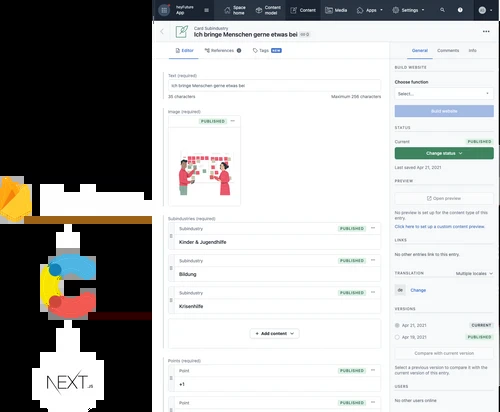 heyFuture
App
Space home
Content model
Content
Media
Apps
Settings
Card Subindustry
Ich bringe Menschen gerne etwas bei
Editor
References
Tags
NEW
General
Comments
Info
BUILD WEBSITE
Choose function
Select...
Build website
Text (required)
Ich bringe Menschen gerne etwas bei
35 characters
Maximum 256 characters
Image (required)
PUBLISHED
STATUS
Current
PUBLISHED
Change status
Last saved Apr 21, 2021
PREVIEW
Open preview
No preview is set up for the content type of this
entry.
Click here to set up a custom content preview.
LINKS
No other entries link to this entry.
TRANSLATION
Multiple locales
de
Change
Subindustries (required)
Subindustry
PUBLISHED
Kinder & Jugendhilfe
Subindustry
PUBLISHED
Bildung
Subindustry
PUBLISHED
Krisenhilfe
+ Add content
VERSIONS
Apr 21, 2021
CURRENT
Apr 19, 2021
PUBLISHED
Compare with current version
Select a previous version to compare it with the
current version of this entry.
USERS
No other users online
Points (required)
Point
PUBLISHED
+1
Point
PUBLISHED
NEXT.JS